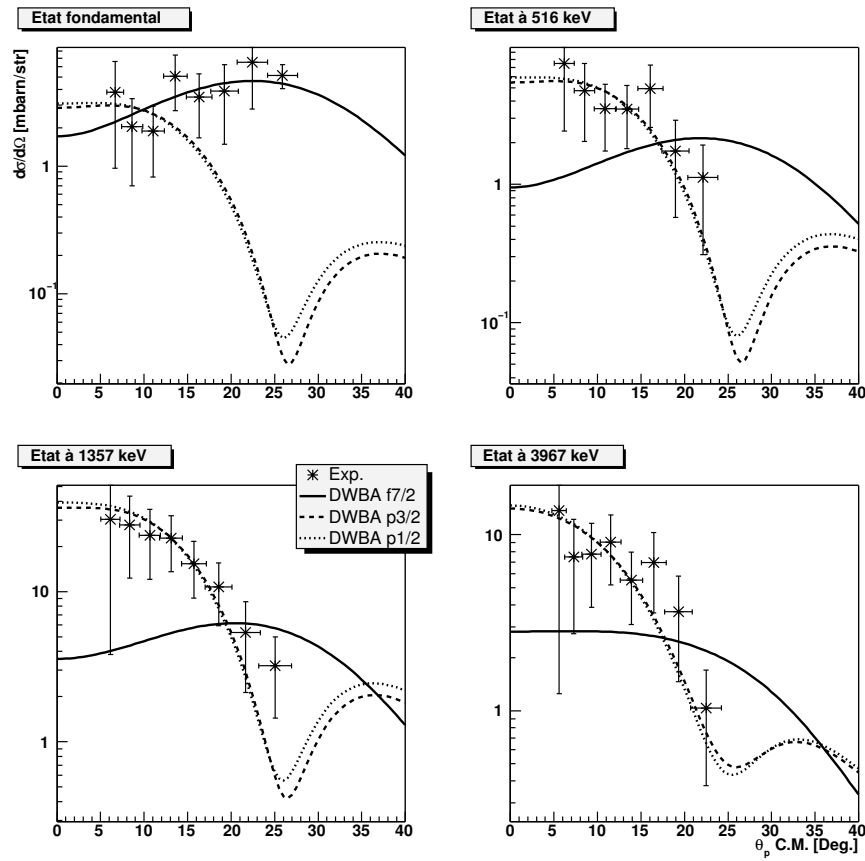 Etat fondamental
dσ/dΩ [mbarn/str]
1
10⁻¹
0 5 10 15 20 25 30 35 40
Etat à 516 keV
1
10⁻¹
0 5 10 15 20 25 30 35 40
Etat à 1357 keV
Exp.
DWBA f7/2
DWBA p3/2
DWBA p1/2
10
1
0 5 10 15 20 25 30 35 40
Etat à 3967 keV
10
1
0 5 10 15 20 25 30 35 40
θp C.M. [Deg.]